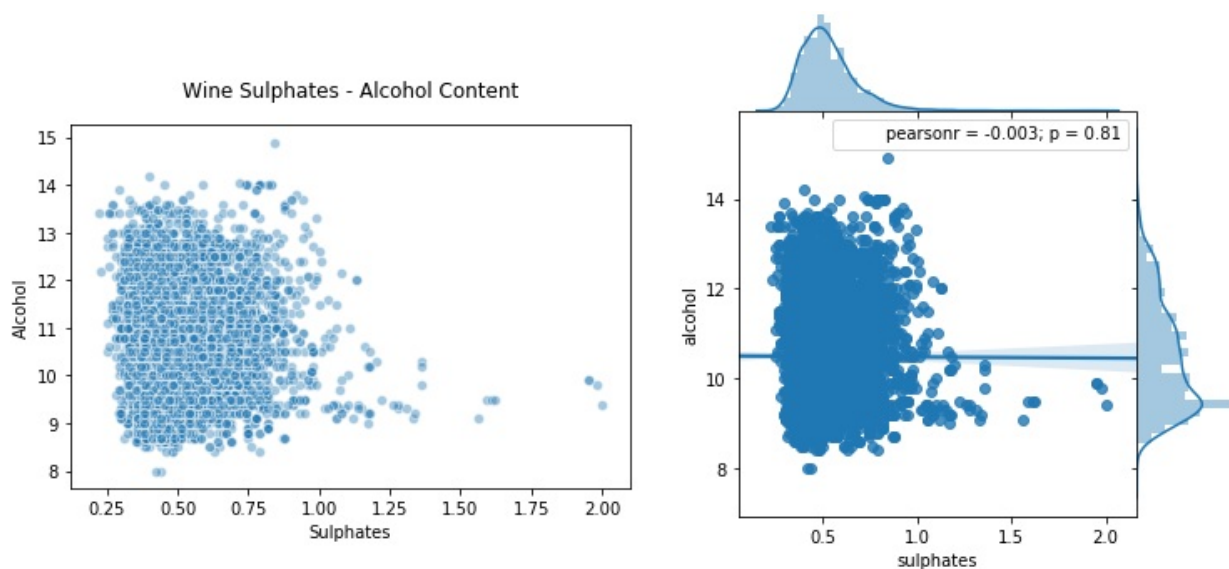 Wine Sulphates - Alcohol Content
15
14
13
12
11
10
9
8
Alcohol
0.25 0.50 0.75 1.00 1.25 1.50 1.75 2.00
Sulphates
pearsonr = -0.003; p = 0.81
14
12
10
8
alcohol
0.5 1.0 1.5 2.0
sulphates